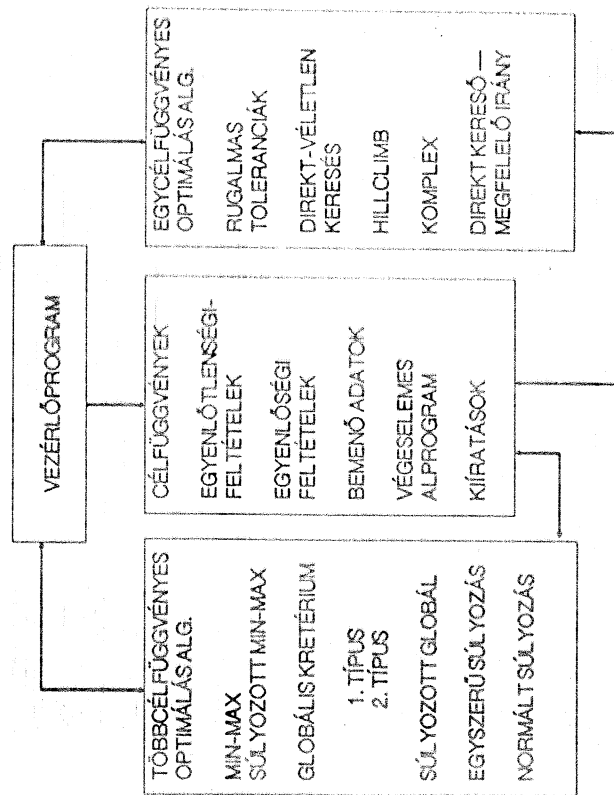 VEZÉRLŐPROGRAM
TÖBBCÉLFÜGGVÉNYES
OPTIMÁLÁS ALG.
MIN-MAX
SÚLYOZOTT MIN-MAX
GLOBÁLIS KRETÉRIUM
1. TÍPUS
2. TÍPUS
SÚLYOZOTT GLOBÁL
EGYSZERŰ SÚLYOZÁS
NORMÁLT SÚLYOZÁS
CÉLFÜGGVÉNYEK
EGYENLŐTLENSÉGI-
FELTÉTELEK
EGYENLŐSÉGI
FELTÉTELEK
BEMENŐ ADATOK
VÉGESELEMES
ALPROGRAM
KIÍRATÁSOK
EGYCÉLFÜGGVÉNYES
OPTIMÁLÁS ALG.
RUGALMAS
TOLERANCIÁK
DIREKT-VÉLETLEN
KERESÉS
HILLCLIMB
KOMPLEX
DIREKT KERESŐ —
MEGFELELŐ IRÁNY